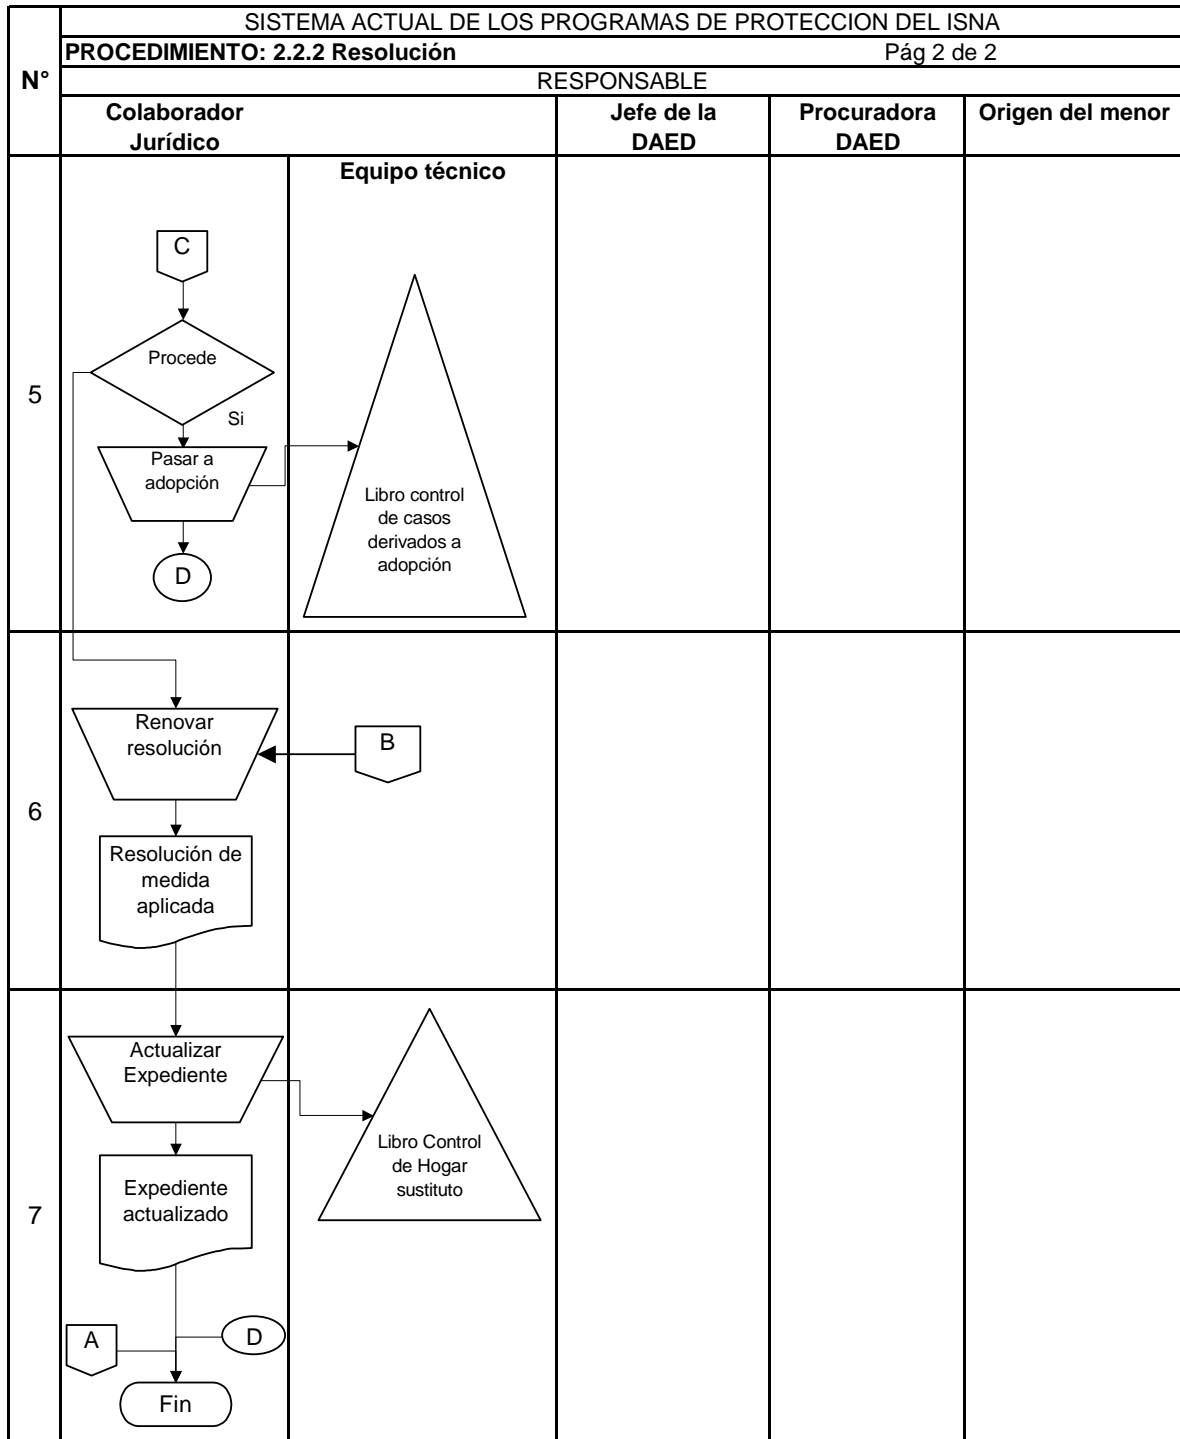 SISTEMA ACTUAL DE LOS PROGRAMAS DE PROTECCION DEL ISNA
PROCEDIMIENTO: 2.2.2 Resolución Pág 2 de 2
N°
RESPONSABLE
Colaborador
Jurídico
Jefe de la
DAED
Procuradora
DAED
Origen del menor
Equipo técnico
C
Procede
5
Si
Pasar a
adopción
Libro control
de casos
derivados a
adopción
D
Renovar
resolución
B
6
Resolución de
medida
aplicada
Actualizar
Expediente
Libro Control
de Hogar
sustituto
7
Expediente
actualizado
A
D
Fin